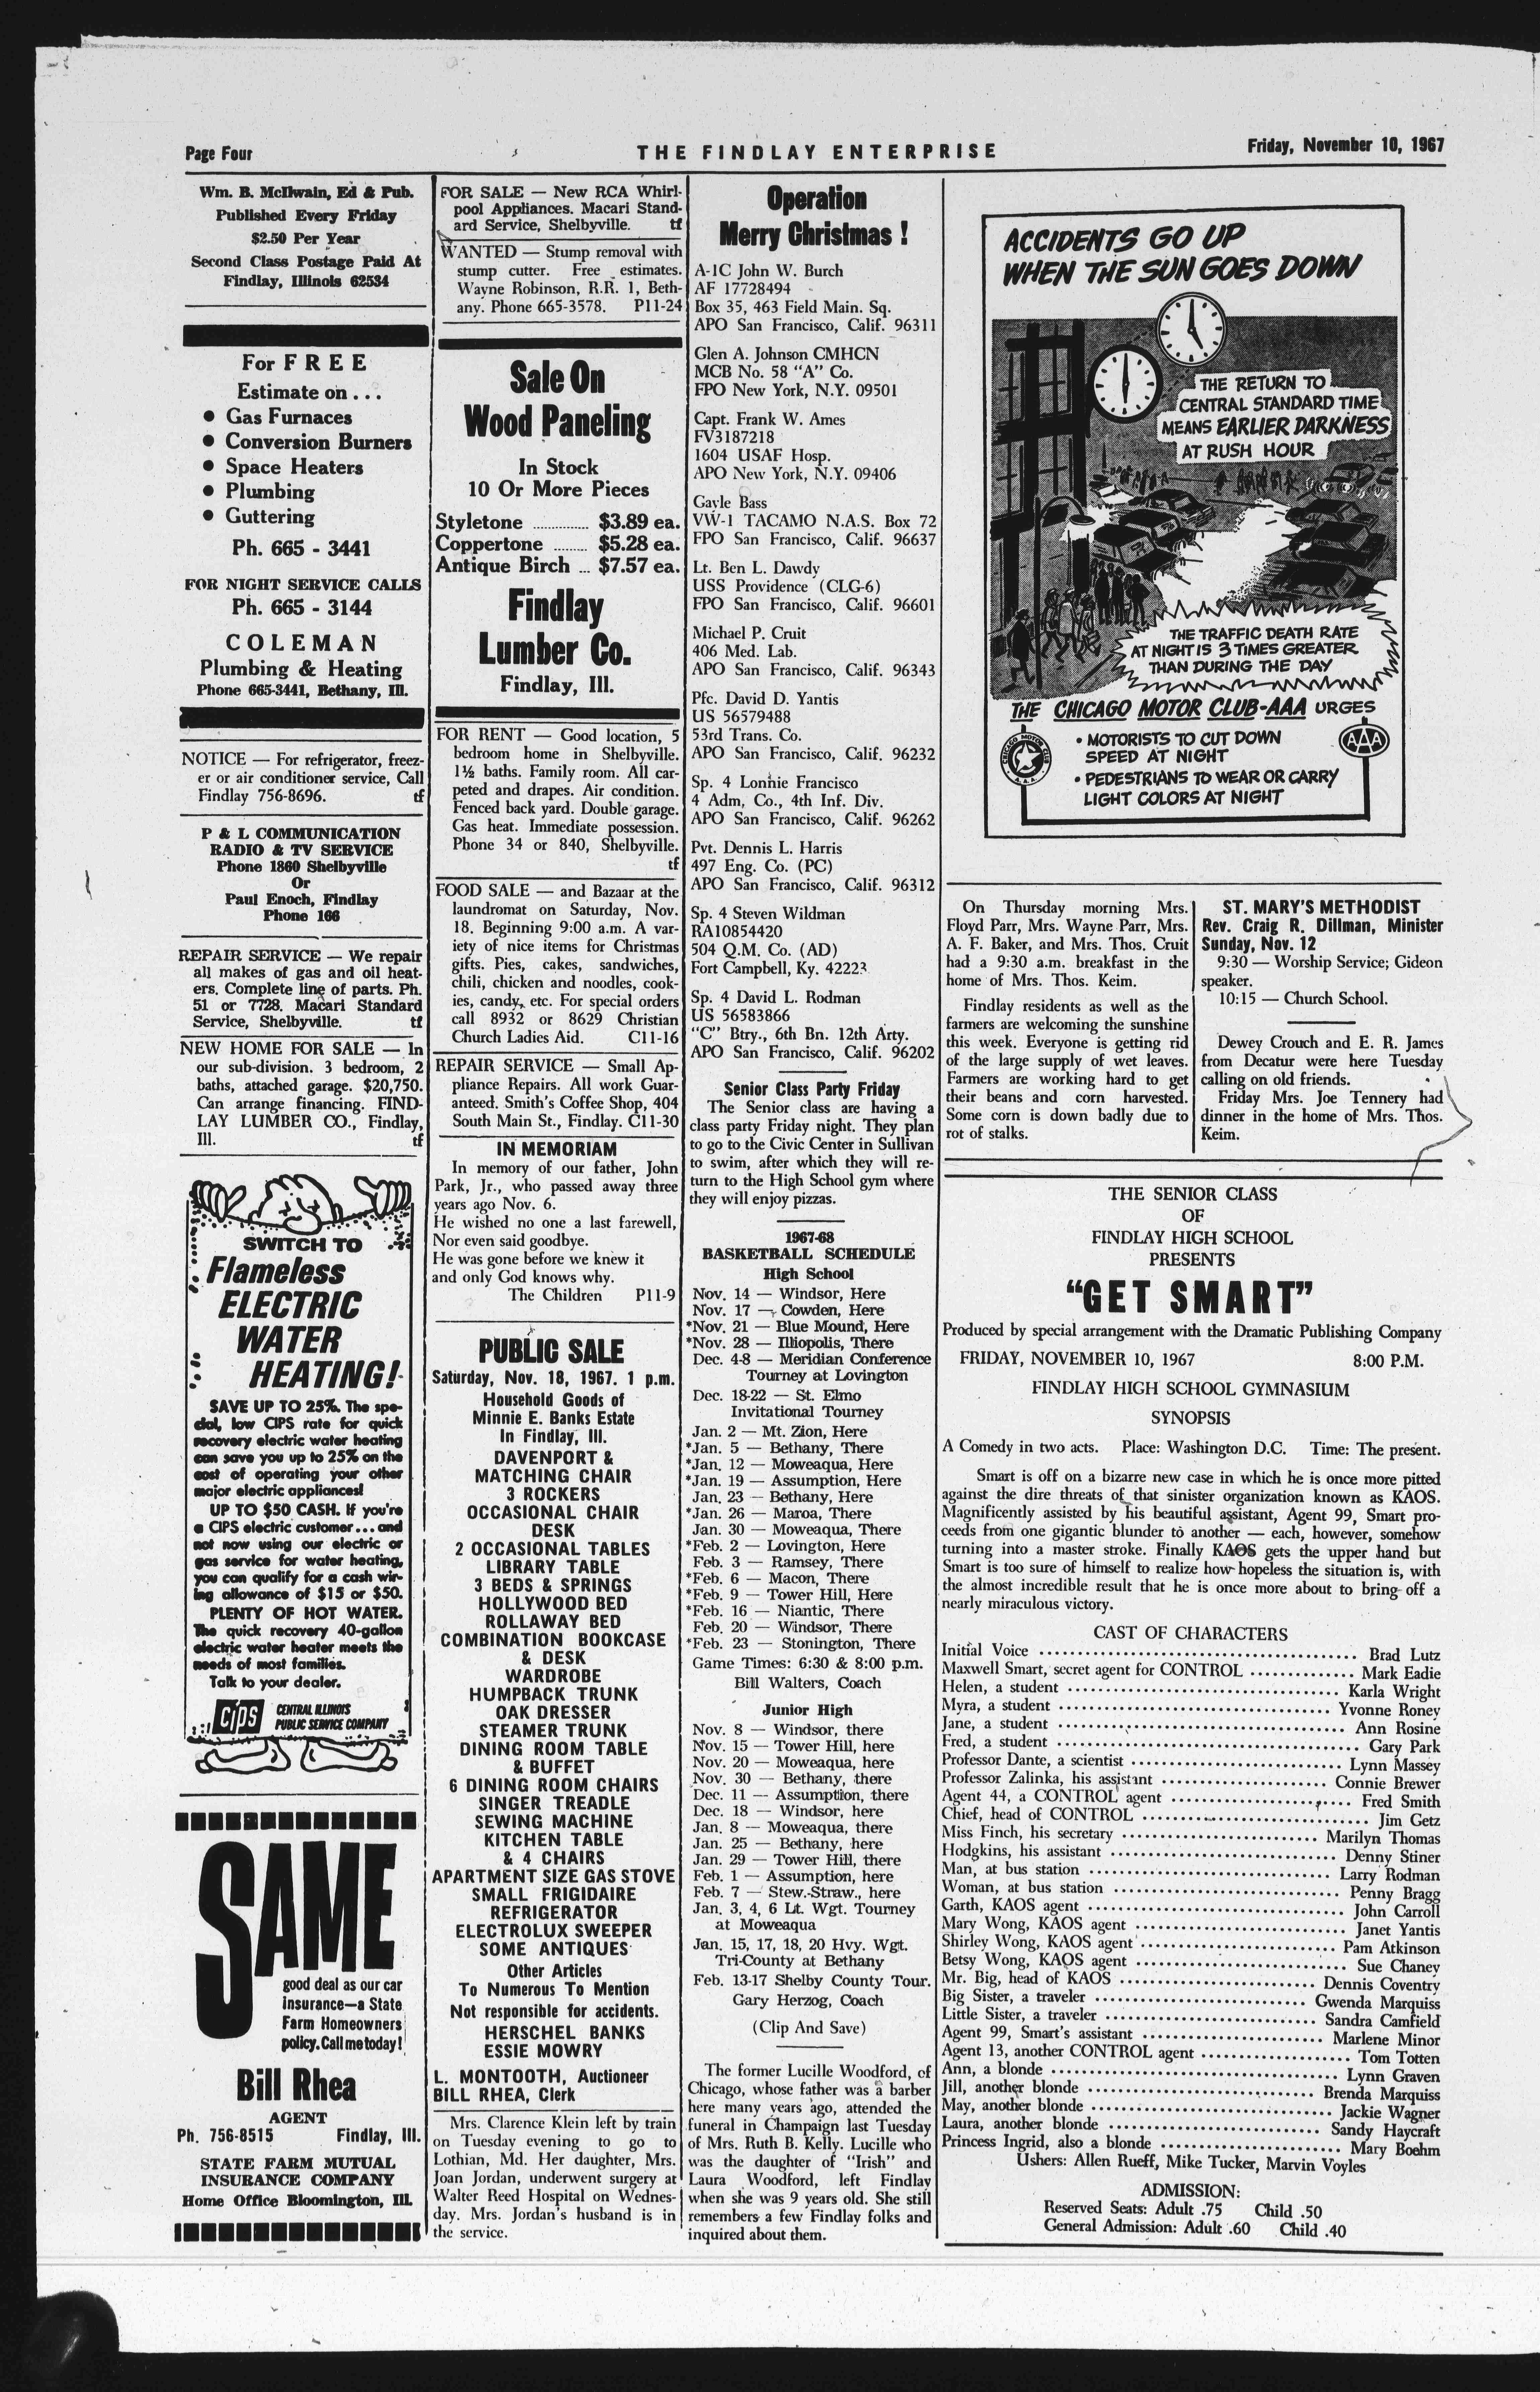 Page Four
THE FINDLAY ENTERPRISE
Friday, November 10, 1967
Wm. B. McIlwain, Ed & Pub.
Published Every Friday
$2.50 Per Year
Second Class Postage Paid At
Findlay, Illinois 62534
For FREE
Estimate on . . .
● Gas Furnaces
● Conversion Burners
● Space Heaters
● Plumbing
● Guttering
Ph. 665 - 3441
FOR NIGHT SERVICE CALLS
Ph. 665 - 3144
COLEMAN
Plumbing & Heating
Phone 665-3441, Bethany, Ill.
NOTICE — For refrigerator, freez-
er or air conditioner service, Call
Findlay 756-8696. tf
P & L COMMUNICATION
RADIO & TV SERVICE
Phone 1860 Shelbyville
Or
Paul Enoch, Findlay
Phone 166
REPAIR SERVICE — We repair
all makes of gas and oil heat-
ers. Complete line of parts. Ph.
51 or 7728. Macari Standard
Service, Shelbyville. tf
NEW HOME FOR SALE — In
our sub-division. 3 bedroom, 2
baths, attached garage. $20,750.
Can arrange financing. FIND-
LAY LUMBER CO., Findlay,
Ill. tf
SWITCH TO
Flameless
ELECTRIC
WATER
HEATING!
SAVE UP TO 25%. The spe-
cial, low CIPS rate for quick
recovery electric water heating
can save you up to 25% on the
cost of operating your other
major electric appliances!
UP TO $50 CASH. If you're
a CIPS electric customer . . . and
not now using our electric or
gas service for water heating,
you can qualify for a cash wir-
ing allowance of $15 or $50.
PLENTY OF HOT WATER.
The quick recovery 40-gallon
electric water heater meets the
needs of most families.
Talk to your dealer.
CIPS CENTRAL ILLINOIS
PUBLIC SERVICE COMPANY
SAME
good deal as our car
insurance—a State
Farm Homeowners
policy. Call me today!
Bill Rhea
AGENT
Ph. 756-8515 Findlay, Ill.
STATE FARM MUTUAL
INSURANCE COMPANY
Home Office Bloomington, Ill.
FOR SALE — New RCA Whirl-
pool Appliances. Macari Stand-
ard Service, Shelbyville. tf
WANTED — Stump removal with
stump cutter. Free estimates.
Wayne Robinson, R.R. 1, Beth-
any. Phone 665-3578. P11-24
Sale On
Wood Paneling
In Stock
10 Or More Pieces
Styletone ............. $3.89 ea.
Coppertone ........ $5.28 ea.
Antique Birch ... $7.57 ea.
Findlay
Lumber Co.
Findlay, Ill.
FOR RENT — Good location, 5
bedroom home in Shelbyville.
1½ baths. Family room. All car-
peted and drapes. Air condition.
Fenced back yard. Double garage.
Gas heat. Immediate possession.
Phone 34 or 840, Shelbyville.
tf
FOOD SALE — and Bazaar at the
laundromat on Saturday, Nov.
18. Beginning 9:00 a.m. A var-
iety of nice items for Christmas
gifts. Pies, cakes, sandwiches,
chili, chicken and noodles, cook-
ies, candy, etc. For special orders
call 8932 or 8629 Christian
Church Ladies Aid. C11-16
REPAIR SERVICE — Small Ap-
pliance Repairs. All work Guar-
anteed. Smith's Coffee Shop, 404
South Main St., Findlay. C11-30
IN MEMORIAM
In memory of our father, John
Park, Jr., who passed away three
years ago Nov. 6.
He wished no one a last farewell,
Nor even said goodbye.
He was gone before we knew it
and only God knows why.
The Children P11-9
PUBLIC SALE
Saturday, Nov. 18, 1967. 1 p.m.
Household Goods of
Minnie E. Banks Estate
In Findlay, Ill.
DAVENPORT &
MATCHING CHAIR
3 ROCKERS
OCCASIONAL CHAIR
DESK
2 OCCASIONAL TABLES
LIBRARY TABLE
3 BEDS & SPRINGS
HOLLYWOOD BED
ROLLAWAY BED
COMBINATION BOOKCASE
& DESK
WARDROBE
HUMPBACK TRUNK
OAK DRESSER
STEAMER TRUNK
DINING ROOM TABLE
& BUFFET
6 DINING ROOM CHAIRS
SINGER TREADLE
SEWING MACHINE
KITCHEN TABLE
& 4 CHAIRS
APARTMENT SIZE GAS STOVE
SMALL FRIGIDAIRE
REFRIGERATOR
ELECTROLUX SWEEPER
SOME ANTIQUES
Other Articles
To Numerous To Mention
Not responsible for accidents.
HERSCHEL BANKS
ESSIE MOWRY
L. MONTOOTH, Auctioneer
BILL RHEA, Clerk
Mrs. Clarence Klein left by train
on Tuesday evening to go to
Lothian, Md. Her daughter, Mrs.
Joan Jordan, underwent surgery at
Walter Reed Hospital on Wednes-
day. Mrs. Jordan's husband is in
the service.
Operation
Merry Christmas !
A-1C John W. Burch
AF 17728494
Box 35, 463 Field Main. Sq.
APO San Francisco, Calif. 96311
Glen A. Johnson CMHCN
MCB No. 58 "A" Co.
FPO New York, N.Y. 09501
Capt. Frank W. Ames
FV3187218
1604 USAF Hosp.
APO New York, N.Y. 09406
Gayle Bass
VW-1 TACAMO N.A.S. Box 72
FPO San Francisco, Calif. 96637
Lt. Ben L. Dawdy
USS Providence (CLG-6)
FPO San Francisco, Calif. 96601
Michael P. Cruit
406 Med. Lab.
APO San Francisco, Calif. 96343
Pfc. David D. Yantis
US 56579488
53rd Trans. Co.
APO San Francisco, Calif. 96232
Sp. 4 Lonnie Francisco
4 Adm, Co., 4th Inf. Div.
APO San Francisco, Calif. 96262
Pvt. Dennis L. Harris
497 Eng. Co. (PC)
APO San Francisco, Calif. 96312
Sp. 4 Steven Wildman
RA10854420
504 Q.M. Co. (AD)
Fort Campbell, Ky. 42223
Sp. 4 David L. Rodman
US 56583866
"C" Btry., 6th Bn. 12th Arty.
APO San Francisco, Calif. 96202
Senior Class Party Friday
The Senior class are having a
class party Friday night. They plan
to go to the Civic Center in Sullivan
to swim, after which they will re-
turn to the High School gym where
they will enjoy pizzas.
1967-68
BASKETBALL SCHEDULE
High School
Nov. 14 — Windsor, Here
Nov. 17 — Cowden, Here
*Nov. 21 — Blue Mound, Here
*Nov. 28 — Illiopolis, There
Dec. 4-8 — Meridian Conference
Tourney at Lovington
Dec. 18-22 — St. Elmo
Invitational Tourney
Jan. 2 — Mt. Zion, Here
*Jan. 5 — Bethany, There
*Jan. 12 — Moweaqua, Here
*Jan. 19 — Assumption, Here
Jan. 23 — Bethany, Here
*Jan. 26 — Maroa, There
Jan. 30 — Moweaqua, There
*Feb. 2 — Lovington, Here
Feb. 3 — Ramsey, There
*Feb. 6 — Macon, There
*Feb. 9 — Tower Hill, Here
*Feb. 16 — Niantic, There
Feb. 20 — Windsor, There
*Feb. 23 — Stonington, There
Game Times: 6:30 & 8:00 p.m.
Bill Walters, Coach
Junior High
Nov. 8 — Windsor, there
Nov. 15 — Tower Hill, here
Nov. 20 — Moweaqua, here
Nov. 30 — Bethany, there
Dec. 11 — Assumption, there
Dec. 18 — Windsor, here
Jan. 8 — Moweaqua, there
Jan. 25 — Bethany, here
Jan. 29 — Tower Hill, there
Feb. 1 — Assumption, here
Feb. 7 — Stew.-Straw., here
Jan. 3, 4, 6 Lt. Wgt. Tourney
at Moweaqua
Jan. 15, 17, 18, 20 Hvy. Wgt.
Tri-County at Bethany
Feb. 13-17 Shelby County Tour.
Gary Herzog, Coach
(Clip And Save)
The former Lucille Woodford, of
Chicago, whose father was a barber
here many years ago, attended the
funeral in Champaign last Tuesday
of Mrs. Ruth B. Kelly. Lucille who
was the daughter of "Irish" and
Laura Woodford, left Findlay
when she was 9 years old. She still
remembers a few Findlay folks and
inquired about them.
ACCIDENTS GO UP
WHEN THE SUN GOES DOWN
THE RETURN TO
CENTRAL STANDARD TIME
MEANS EARLIER DARKNESS
AT RUSH HOUR
THE TRAFFIC DEATH RATE
AT NIGHT IS 3 TIMES GREATER
THAN DURING THE DAY
THE CHICAGO MOTOR CLUB-AAA URGES
CHICAGO MOTOR CLUB A.A.A.
• MOTORISTS TO CUT DOWN
SPEED AT NIGHT
• PEDESTRIANS TO WEAR OR CARRY
LIGHT COLORS AT NIGHT
AAA
On Thursday morning Mrs.
Floyd Parr, Mrs. Wayne Parr, Mrs.
A. F. Baker, and Mrs. Thos. Cruit
had a 9:30 a.m. breakfast in the
home of Mrs. Thos. Keim.
Findlay residents as well as the
farmers are welcoming the sunshine
this week. Everyone is getting rid
of the large supply of wet leaves.
Farmers are working hard to get
their beans and corn harvested.
Some corn is down badly due to
rot of stalks.
ST. MARY'S METHODIST
Rev. Craig R. Dillman, Minister
Sunday, Nov. 12
9:30 — Worship Service; Gideon
speaker.
10:15 — Church School.
Dewey Crouch and E. R. James
from Decatur were here Tuesday
calling on old friends.
Friday Mrs. Joe Tennery had
dinner in the home of Mrs. Thos.
Keim.
THE SENIOR CLASS
OF
FINDLAY HIGH SCHOOL
PRESENTS
"GET SMART"
Produced by special arrangement with the Dramatic Publishing Company
FRIDAY, NOVEMBER 10, 1967 8:00 P.M.
FINDLAY HIGH SCHOOL GYMNASIUM
SYNOPSIS
A Comedy in two acts. Place: Washington D.C. Time: The present.
Smart is off on a bizarre new case in which he is once more pitted
against the dire threats of that sinister organization known as KAOS.
Magnificently assisted by his beautiful assistant, Agent 99, Smart pro-
ceeds from one gigantic blunder to another — each, however, somehow
turning into a master stroke. Finally KAOS gets the upper hand but
Smart is too sure of himself to realize how hopeless the situation is, with
the almost incredible result that he is once more about to bring off a
nearly miraculous victory.
CAST OF CHARACTERS
Initial Voice .......... Brad Lutz
Maxwell Smart, secret agent for CONTROL .......... Mark Eadie
Helen, a student .......... Karla Wright
Myra, a student .......... Yvonne Roney
Jane, a student .......... Ann Rosine
Fred, a student .......... Gary Park
Professor Dante, a scientist .......... Lynn Massey
Professor Zalinka, his assistant .......... Connie Brewer
Agent 44, a CONTROL agent .......... Fred Smith
Chief, head of CONTROL .......... Jim Getz
Miss Finch, his secretary .......... Marilyn Thomas
Hodgkins, his assistant .......... Denny Stiner
Man, at bus station .......... Larry Rodman
Woman, at bus station .......... Penny Bragg
Garth, KAOS agent .......... John Carroll
Mary Wong, KAOS agent .......... Janet Yantis
Shirley Wong, KAOS agent .......... Pam Atkinson
Betsy Wong, KAOS agent .......... Sue Chaney
Mr. Big, head of KAOS .......... Dennis Coventry
Big Sister, a traveler .......... Gwenda Marquiss
Little Sister, a traveler .......... Sandra Camfield
Agent 99, Smart's assistant .......... Marlene Minor
Agent 13, another CONTROL agent .......... Tom Totten
Ann, a blonde .......... Lynn Graven
Jill, another blonde .......... Brenda Marquiss
May, another blonde .......... Jackie Wagner
Laura, another blonde .......... Sandy Haycraft
Princess Ingrid, also a blonde .......... Mary Boehm
Ushers: Allen Rueff, Mike Tucker, Marvin Voyles
ADMISSION:
Reserved Seats: Adult .75 Child .50
General Admission: Adult .60 Child .40